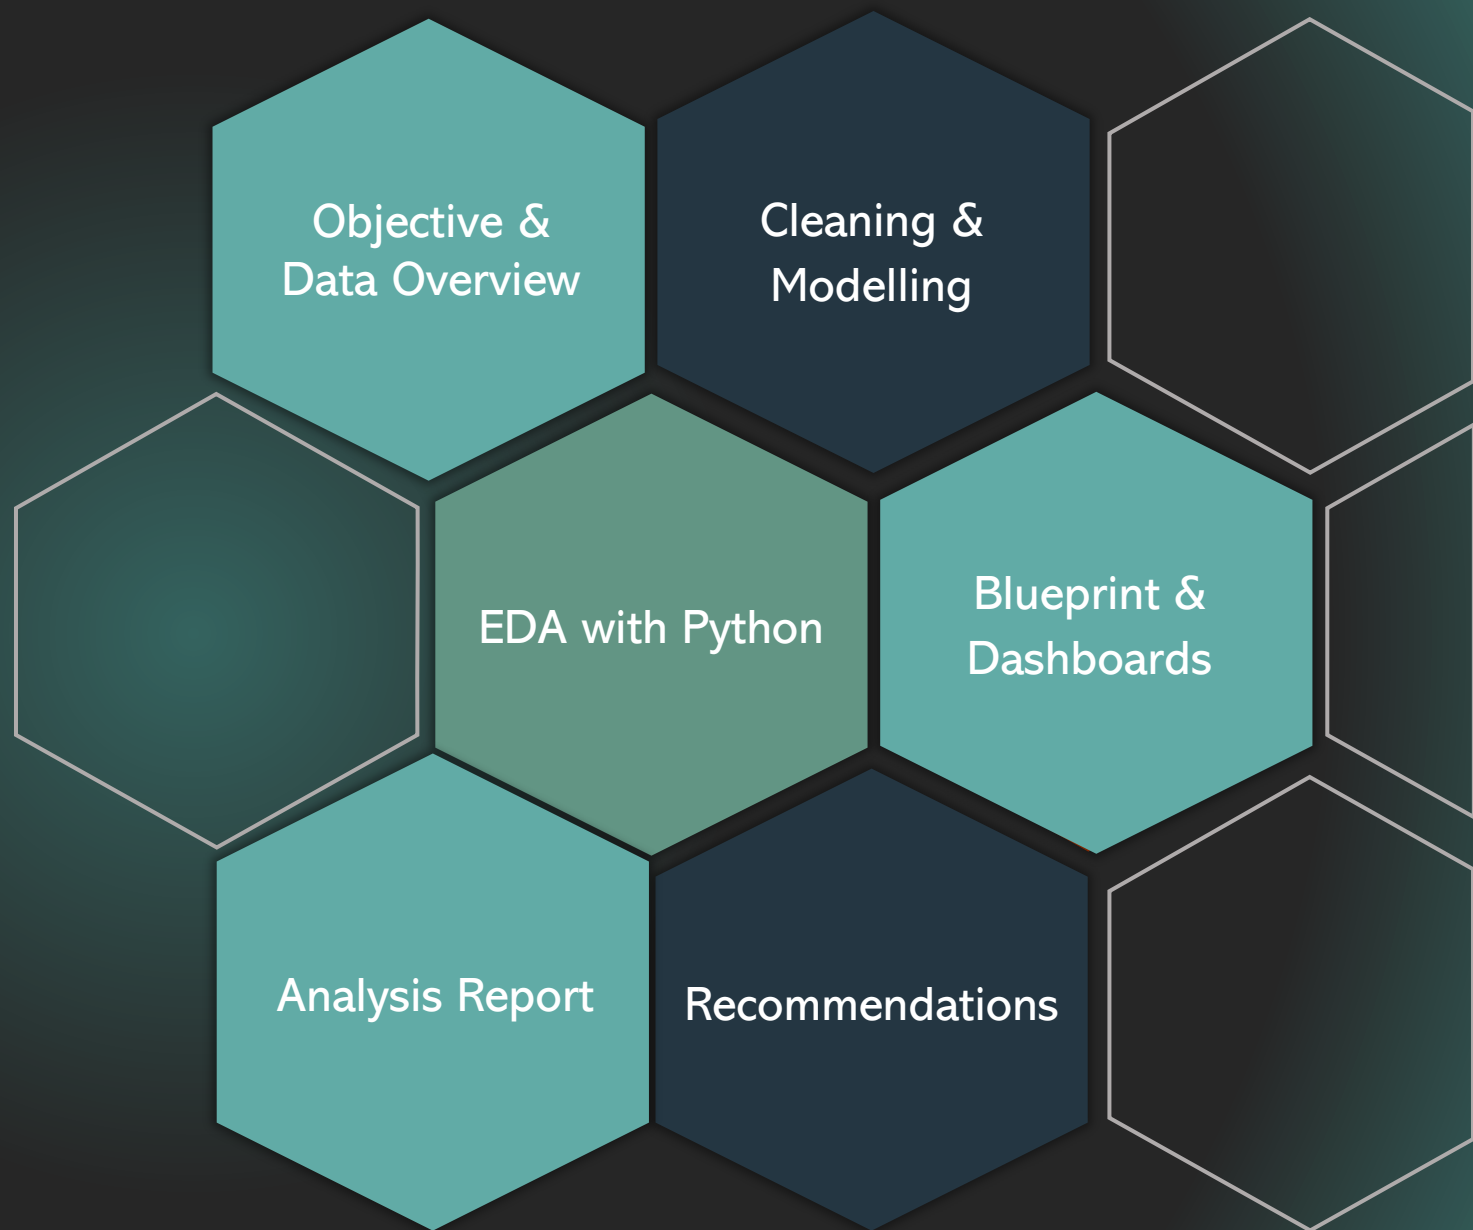 Objective &
Data Overview
Cleaning &
Modelling
EDA with Python
Blueprint &
Dashboards
Analysis Report
Recommendations